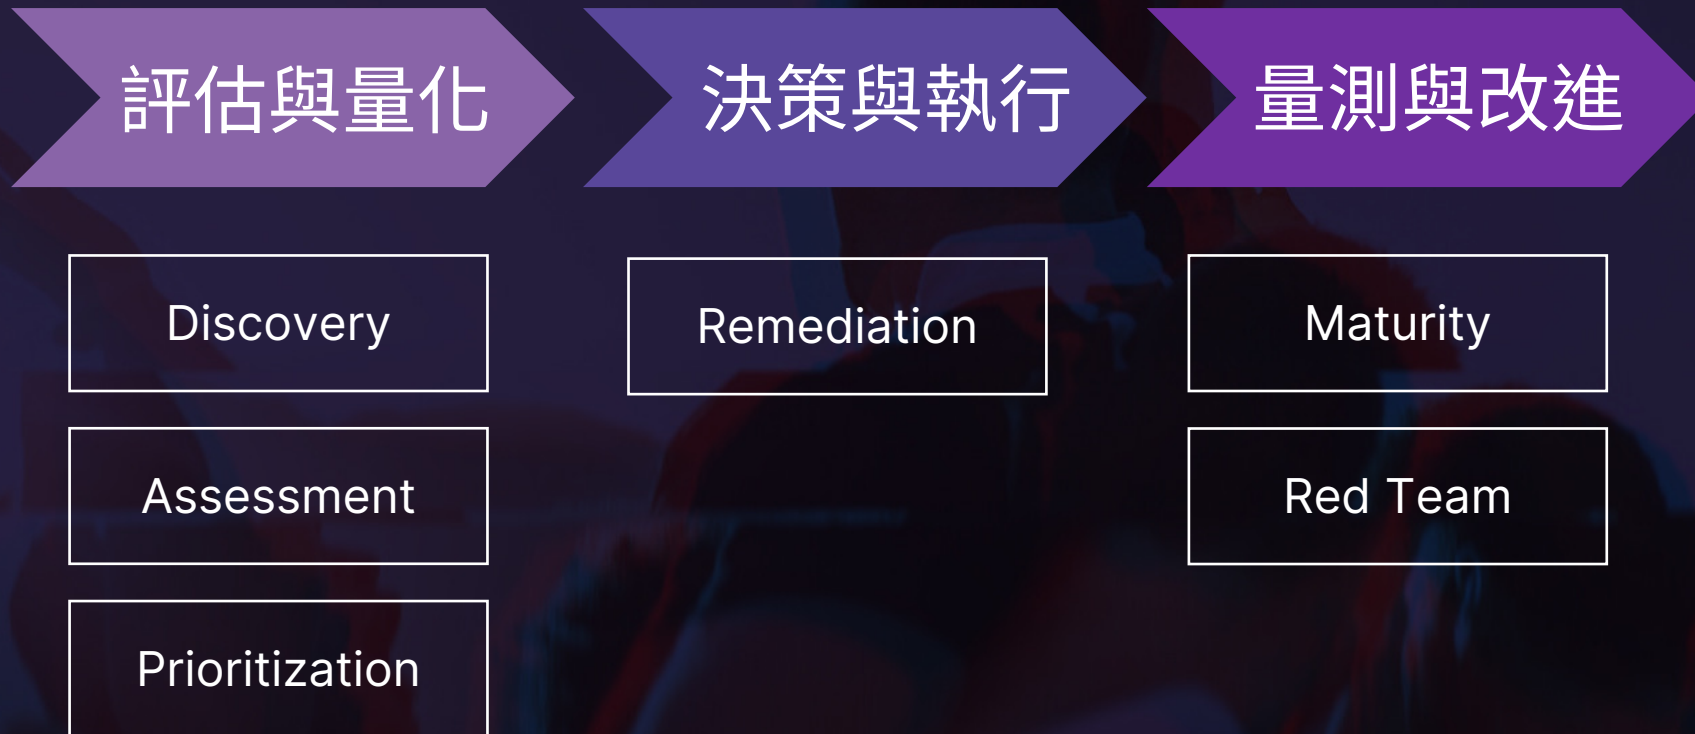 評估與量化
決策與執行
量測與改進
Discovery
Remediation
Maturity
Assessment
Red Team
Prioritization